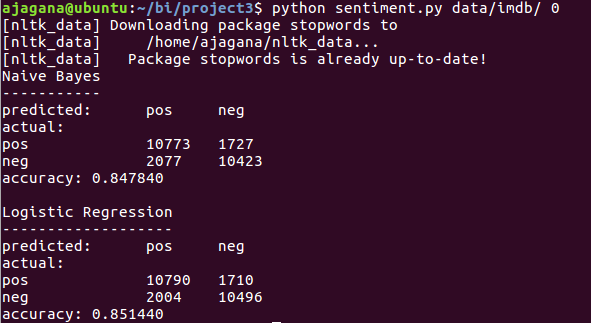 ajagana@ubuntu:~/bi/project3$ python sentiment.py data/imdb/ 0
[nltk_data] Downloading package stopwords to
[nltk_data]     /home/ajagana/nltk_data...
[nltk_data]   Package stopwords is already up-to-date!
Naive Bayes
-----------
predicted:      pos     neg
actual:
pos             10773   1727
neg             2077    10423
accuracy: 0.847840

Logistic Regression
-------------------
predicted:      pos     neg
actual:
pos             10790   1710
neg             2004    10496
accuracy: 0.851440